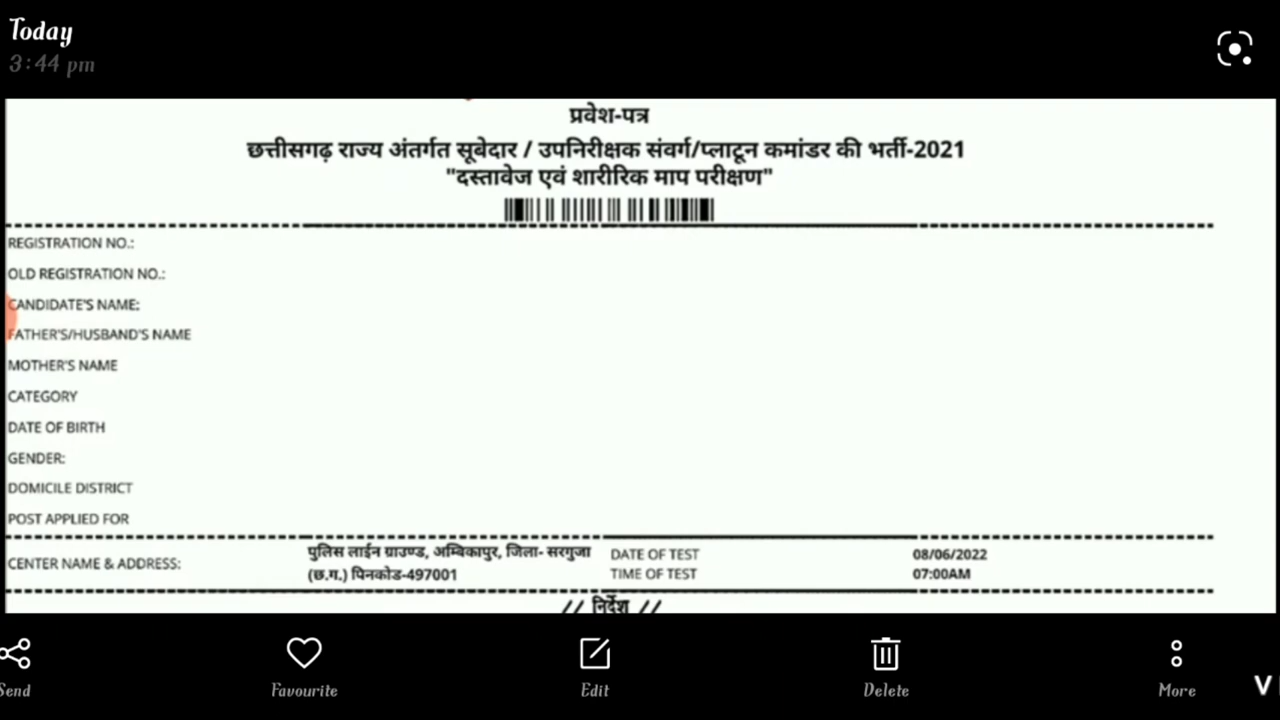 Today
3:44 pm
प्रवेश-पत्र
छत्तीसगढ़ राज्य अंतर्गत सूबेदार / उपनिरीक्षक संवर्ग/प्लाटून कमांडर की भर्ती-2021
"दस्तावेज एवं शारीरिक माप परीक्षण"
REGISTRATION NO.:
OLD REGISTRATION NO.:
CANDIDATE'S NAME:
FATHER'S/HUSBAND'S NAME
MOTHER'S NAME
CATEGORY
DATE OF BIRTH
GENDER:
DOMICILE DISTRICT
POST APPLIED FOR
CENTER NAME & ADDRESS:
पुलिस लाईन ग्राउण्ड, अम्बिकापुर, जिला- सरगुजा
(छ.ग.) पिनकोड-497001
DATE OF TEST 08/06/2022
TIME OF TEST 07:00AM
// निर्देश //
Send Favourite Edit Delete More
V